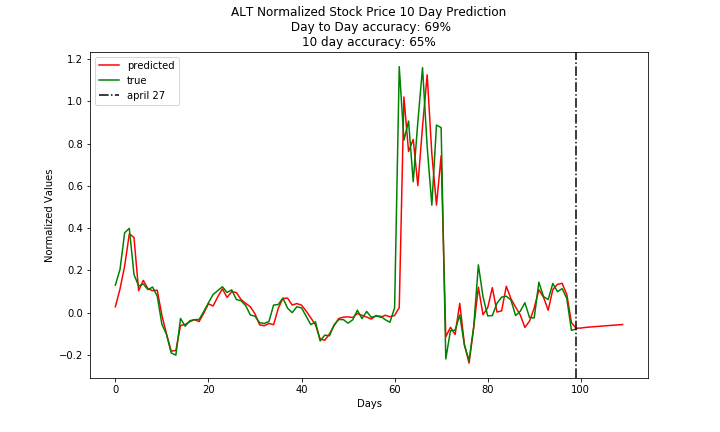 ALT Normalized Stock Price 10 Day Prediction
Day to Day accuracy: 69%
10 day accuracy: 65%
predicted
true
april 27
1.2
1.0
0.8
0.6
0.4
0.2
0.0
−0.2
Normalized Values
0 20 40 60 80 100
Days